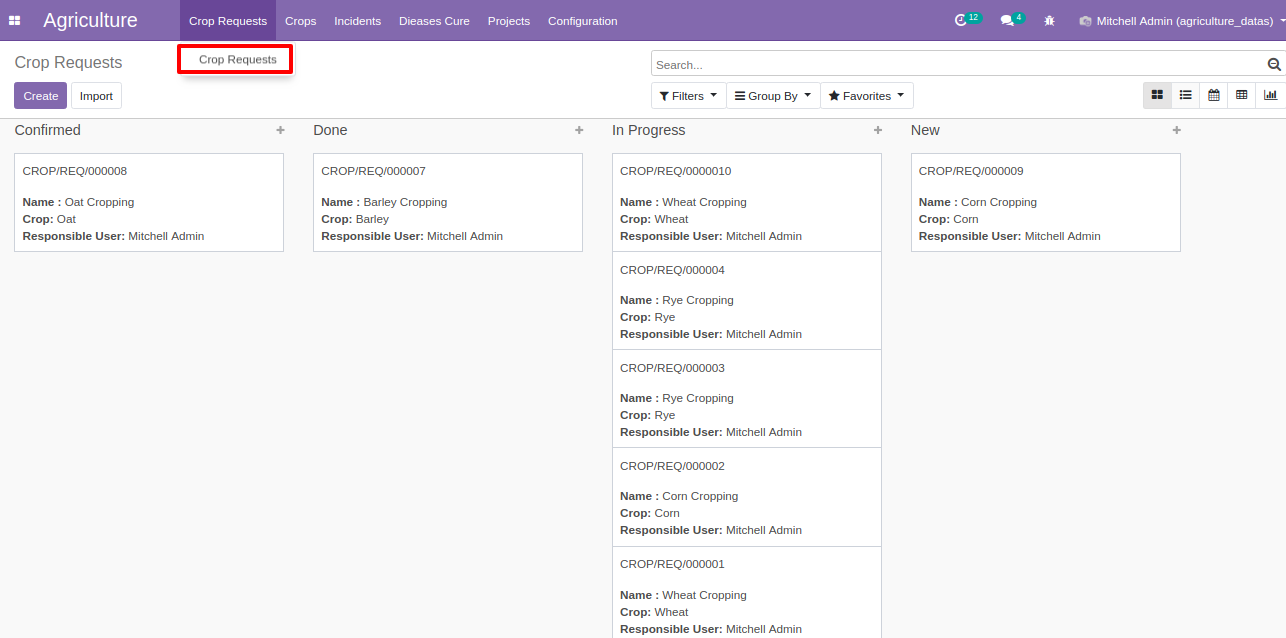 Agriculture Crop Requests Crops Incidents Diseases Cure Projects Configuration 12 4 Mitchell Admin (agriculture_datas)
Crop Requests
Crop Requests
Search...
Create Import
Filters Group By Favorites
Confirmed
CROP/REQ/000008
Name : Oat Cropping
Crop: Oat
Responsible User: Mitchell Admin
Done
CROP/REQ/000007
Name : Barley Cropping
Crop: Barley
Responsible User: Mitchell Admin
In Progress
CROP/REQ/0000010
Name : Wheat Cropping
Crop: Wheat
Responsible User: Mitchell Admin
CROP/REQ/000004
Name : Rye Cropping
Crop: Rye
Responsible User: Mitchell Admin
CROP/REQ/000003
Name : Rye Cropping
Crop: Rye
Responsible User: Mitchell Admin
CROP/REQ/000002
Name : Corn Cropping
Crop: Corn
Responsible User: Mitchell Admin
CROP/REQ/000001
Name : Wheat Cropping
Crop: Wheat
Responsible User: Mitchell Admin
New
CROP/REQ/000009
Name : Corn Cropping
Crop: Corn
Responsible User: Mitchell Admin